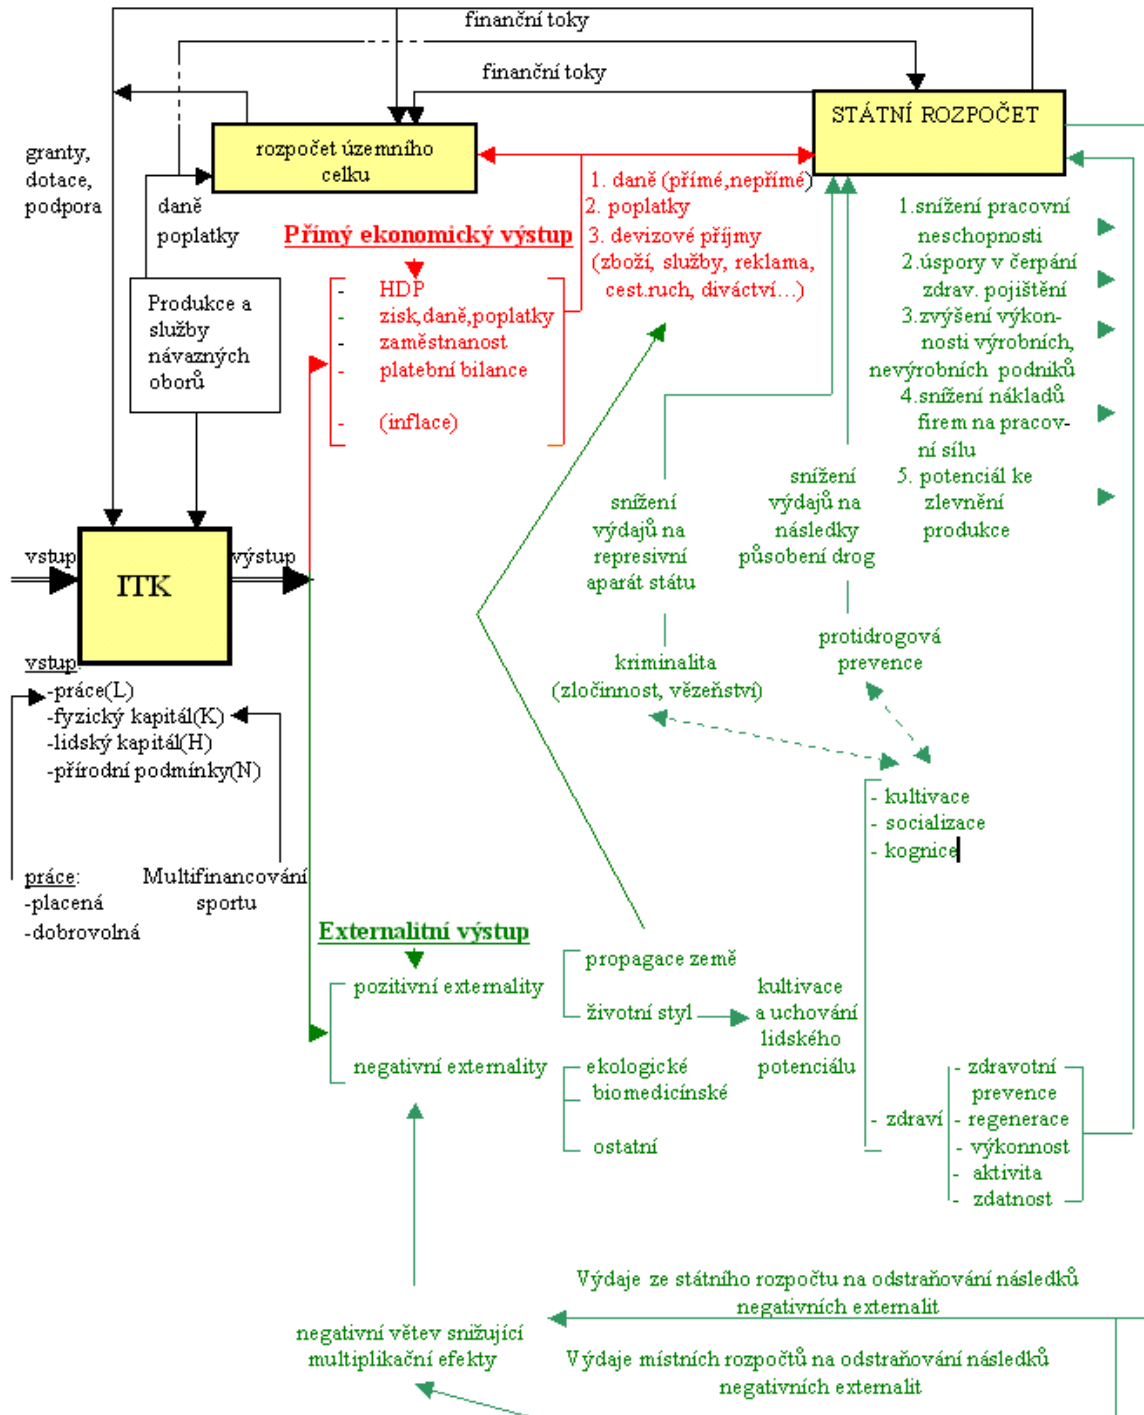 finanční toky
finanční toky
STÁTNÍ ROZPOČET
rozpočet územního
celku
granty,
dotace,
podpora
daně
poplatky
1. daně (přímé,nepřímé)
2. poplatky
3. devizové příjmy
(zboží, služby, reklama,
cest.ruch, diváctví...)
1.snížení pracovní
neschopnosti
2.úspory v čerpání
zdrav. pojištění
3.zvýšení výkon-
nosti výrobních,
nevýrobních podniků
4.snížení nákladů
firem na pracov-
ní sílu
5. potenciál ke
zlevnění
produkce
Přímý ekonomický výstup
- HDP
- zisk,daně,poplatky
- zaměstnanost
- platební bilance
- (inflace)
Produkce a
služby
návazných
oborů
snížení
výdajů na
represivní
aparát státu
snížení
výdajů na
následky
působení drog
vstup
ITK
výstup
kriminalita
(zločinnost, vězeňství)
protidrogová
prevence
vstup:
-práce(L)
-fyzický kapitál(K)
-lidský kapitál(H)
-přírodní podmínky(N)
- kultivace
- socializace
- kognice
práce:
-placená
-dobrovolná
Multifinancování
sportu
Externalitní výstup
pozitivní externality
negativní externality
propagace země
životní styl
kultivace
a uchování
lidského
potenciálu
ekologické
biomedicínské
ostatní
- zdraví
- zdravotní
prevence
- regenerace
- výkonnost
- aktivita
- zdatnost
Výdaje ze státního rozpočtu na odstraňování následků
negativních externalit
negativní větev snižující
multiplikační efekty
Výdaje místních rozpočtů na odstraňování následků
negativních externalit